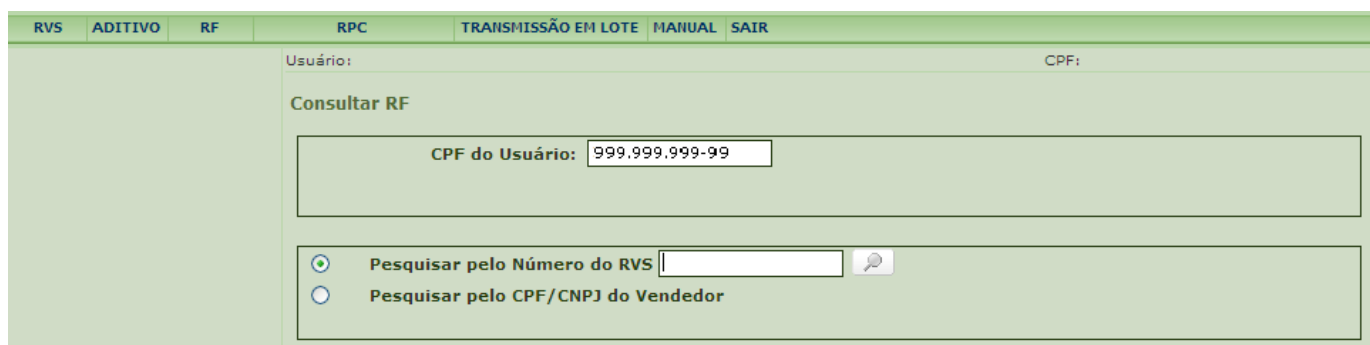 RVS ADITIVO RF RPC TRANSMISSÃO EM LOTE MANUAL SAIR
Usuário: CPF:
Consultar RF
CPF do Usuário: 999.999.999-99
Pesquisar pelo Número do RVS
Pesquisar pelo CPF/CNPJ do Vendedor